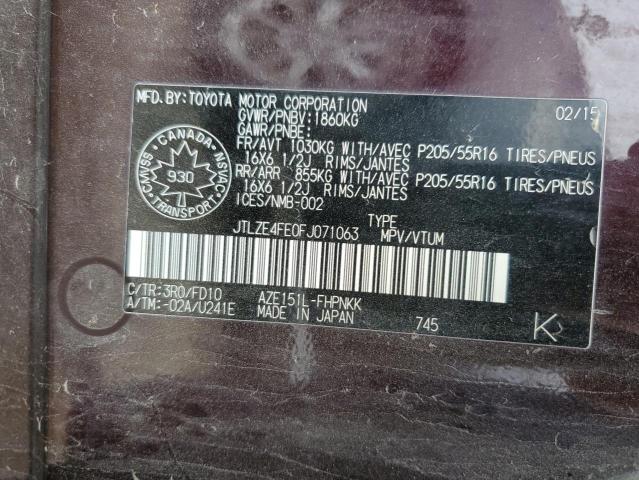 MFD.BY:TOYOTA MOTOR CORPORATION 02/15
GVWR/PNBV:1860KG
GAWR/PNBE:
FR/AVT 1030KG WITH/AVEC P205/55R16 TIRES/PNEUS
16X6 1/2J RIMS/JANTES
RR/ARR 855KG WITH/AVEC P205/55R16 TIRES/PNEUS
16X6 1/2J RIMS/JANTES
ICES/NMB-002
TYPE
JTLZE4FE0FJ071063 MPV/VTUM
CANADA
CMVSS 930 NSVAC
TRANSPORT
C/TR:3R0/FD10 AZE151L-FHPNKK
A/TM:-02A/U241E MADE IN JAPAN 745
K